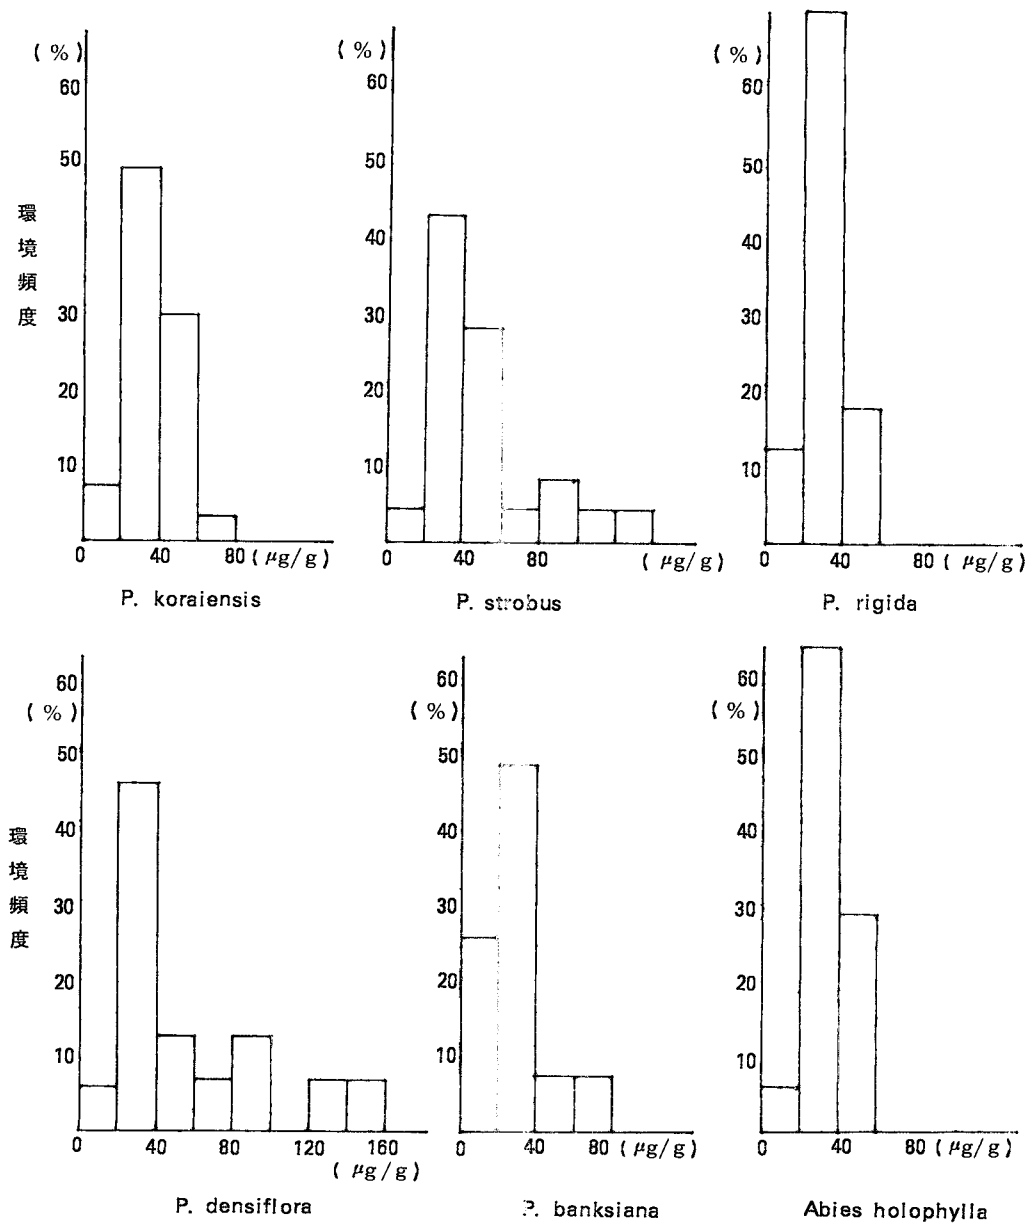 (%)
60
50
30
20
10
環境頻度
0 40 80 (μg/g)
P. koraiensis
(%)
60
50
40
30
20
10
0 40 80 (μg/g)
P. strobus
(%)
60
50
40
30
20
10
0 40 80 (μg/g)
P. rigida
60
(%)
50
40
30
20
10
環境頻度
0 40 80 120 160
(μg/g)
P. densiflora
60
(%)
50
40
30
20
10
0 40 80 (μg/g)
P. banksiana
60
(%)
50
40
30
20
10
0 40 80 (μg/g)
Abies holophylla